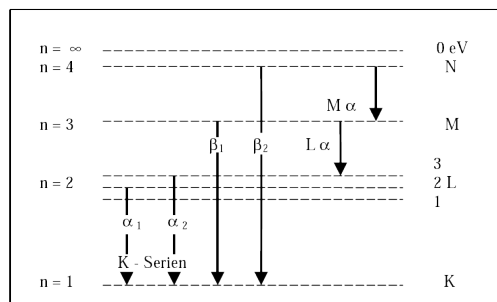 n = ∞ 0 eV
n = 4 N
M α
n = 3 M
β1 β2 L α
3
n = 2 2 L
1
α1 α2
K - Serien
n = 1 K